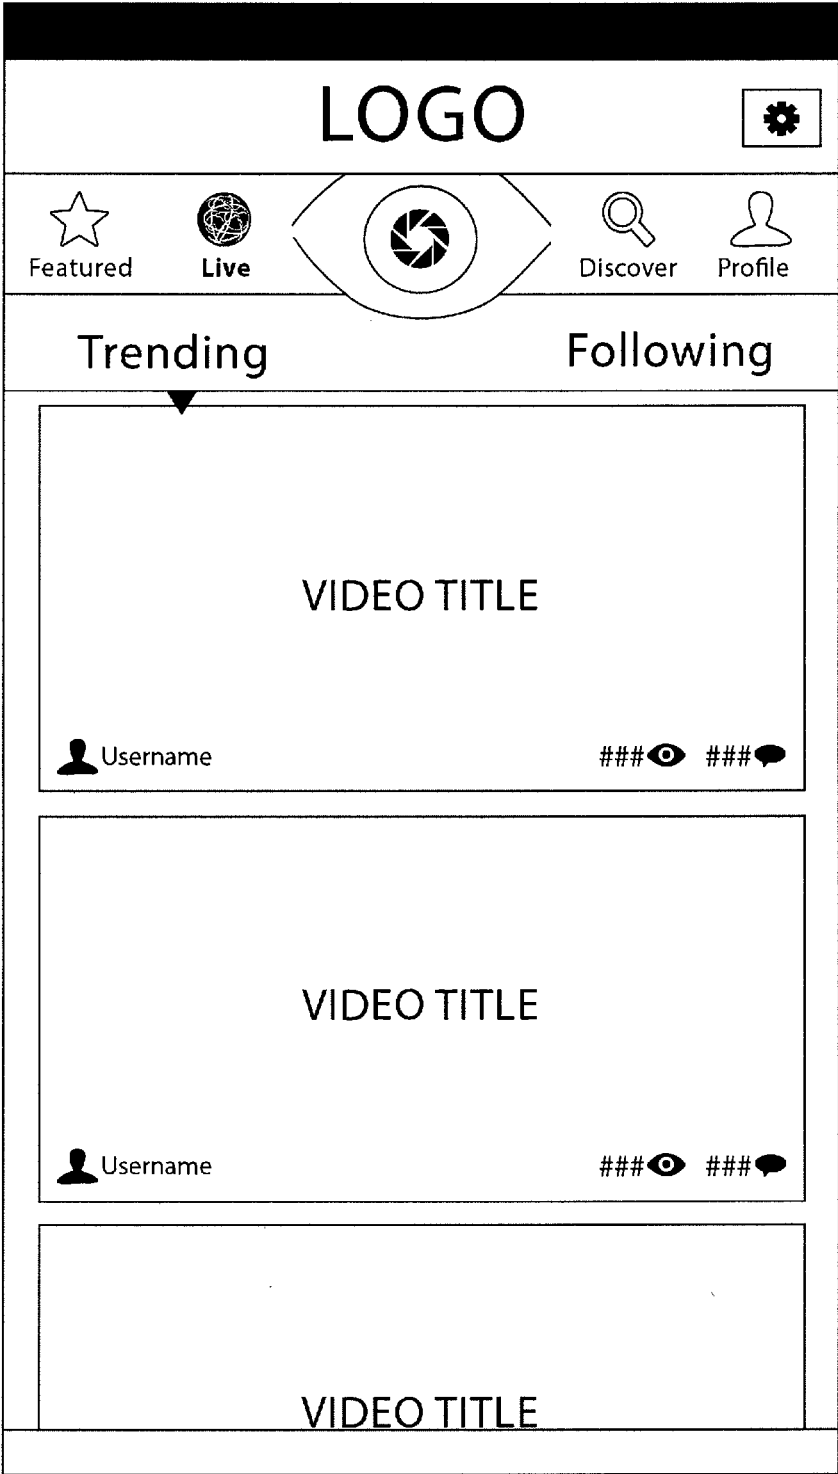 LOGO
Featured Live Discover Profile
Trending Following
VIDEO TITLE
Username ### ###
VIDEO TITLE
Username ### ###
VIDEO TITLE